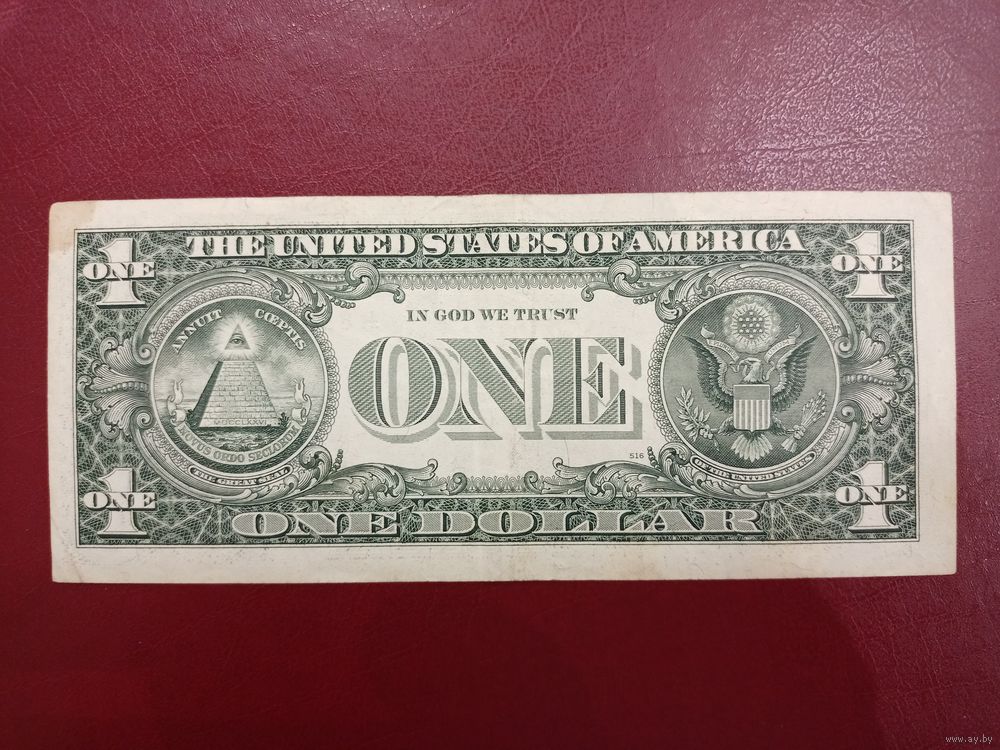 THE UNITED STATES OF AMERICA
1
ONE
1
ONE
ANNUIT CŒPTIS
IN GOD WE TRUST
ONE
MDCCLXXVI
NOVUS ORDO SECLORUM
516
THE GREAT SEAL
OF THE UNITED STATES
1
ONE
1
ONE
ONE DOLLAR
www.ay.by